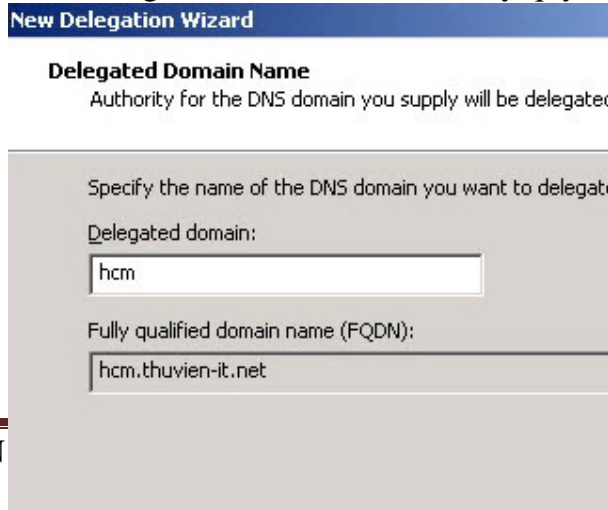 New Delegation Wizard
Delegated Domain Name
Authority for the DNS domain you supply will be delegated
Specify the name of the DNS domain you want to delegate
Delegated domain:
hcm
Fully qualified domain name (FQDN):
hcm.thuvien-it.net